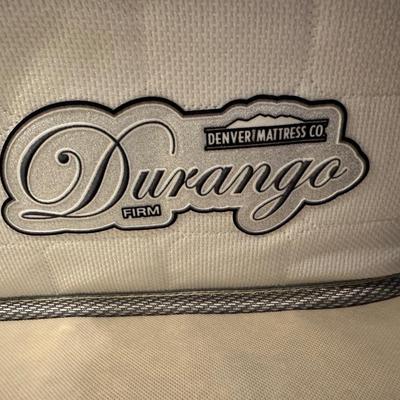 DENVER MATTRESS CO.
Durango
FIRM